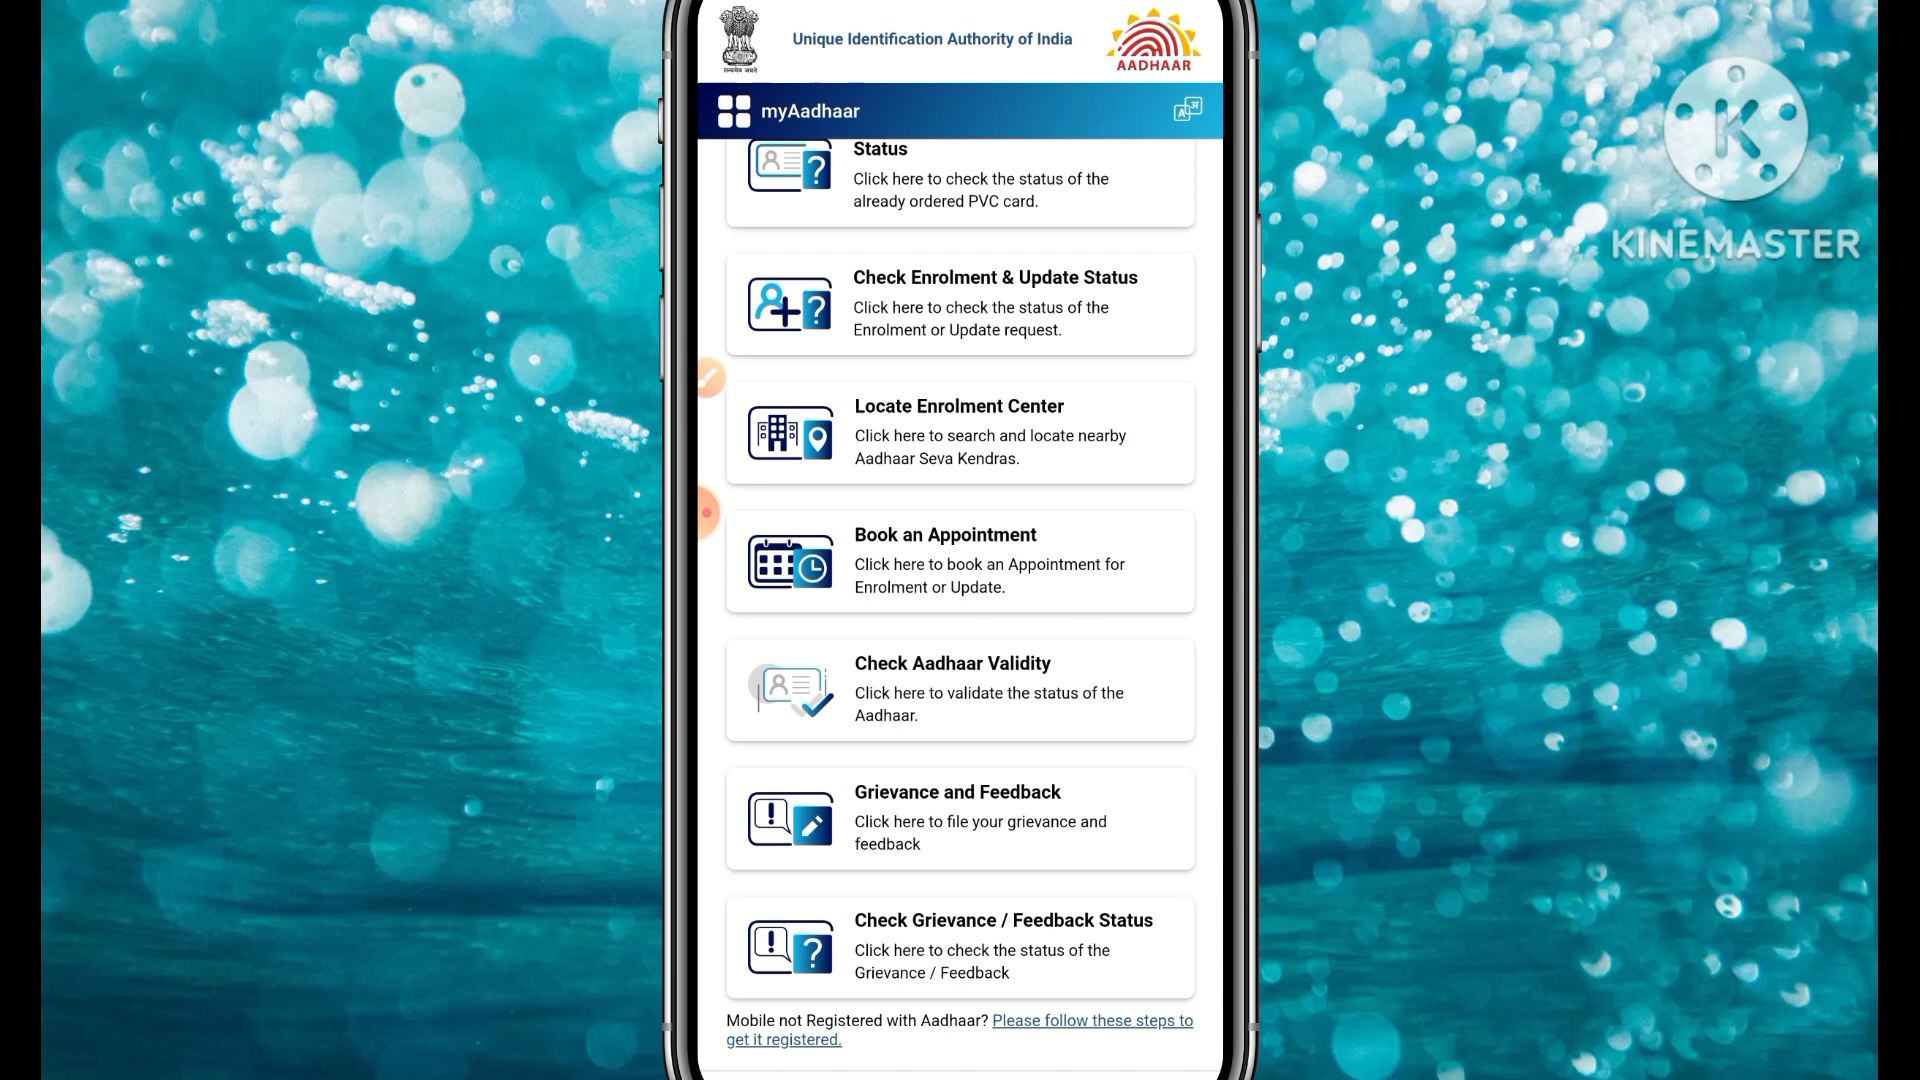 सत्यमेव जयते
Unique Identification Authority of India
AADHAAR
myAadhaar
A अ
Status
Click here to check the status of the
already ordered PVC card.
Check Enrolment & Update Status
Click here to check the status of the
Enrolment or Update request.
Locate Enrolment Center
Click here to search and locate nearby
Aadhaar Seva Kendras.
Book an Appointment
Click here to book an Appointment for
Enrolment or Update.
Check Aadhaar Validity
Click here to validate the status of the
Aadhaar.
Grievance and Feedback
Click here to file your grievance and
feedback
Check Grievance / Feedback Status
Click here to check the status of the
Grievance / Feedback
Mobile not Registered with Aadhaar? Please follow these steps to
get it registered.
K
KINEMASTER